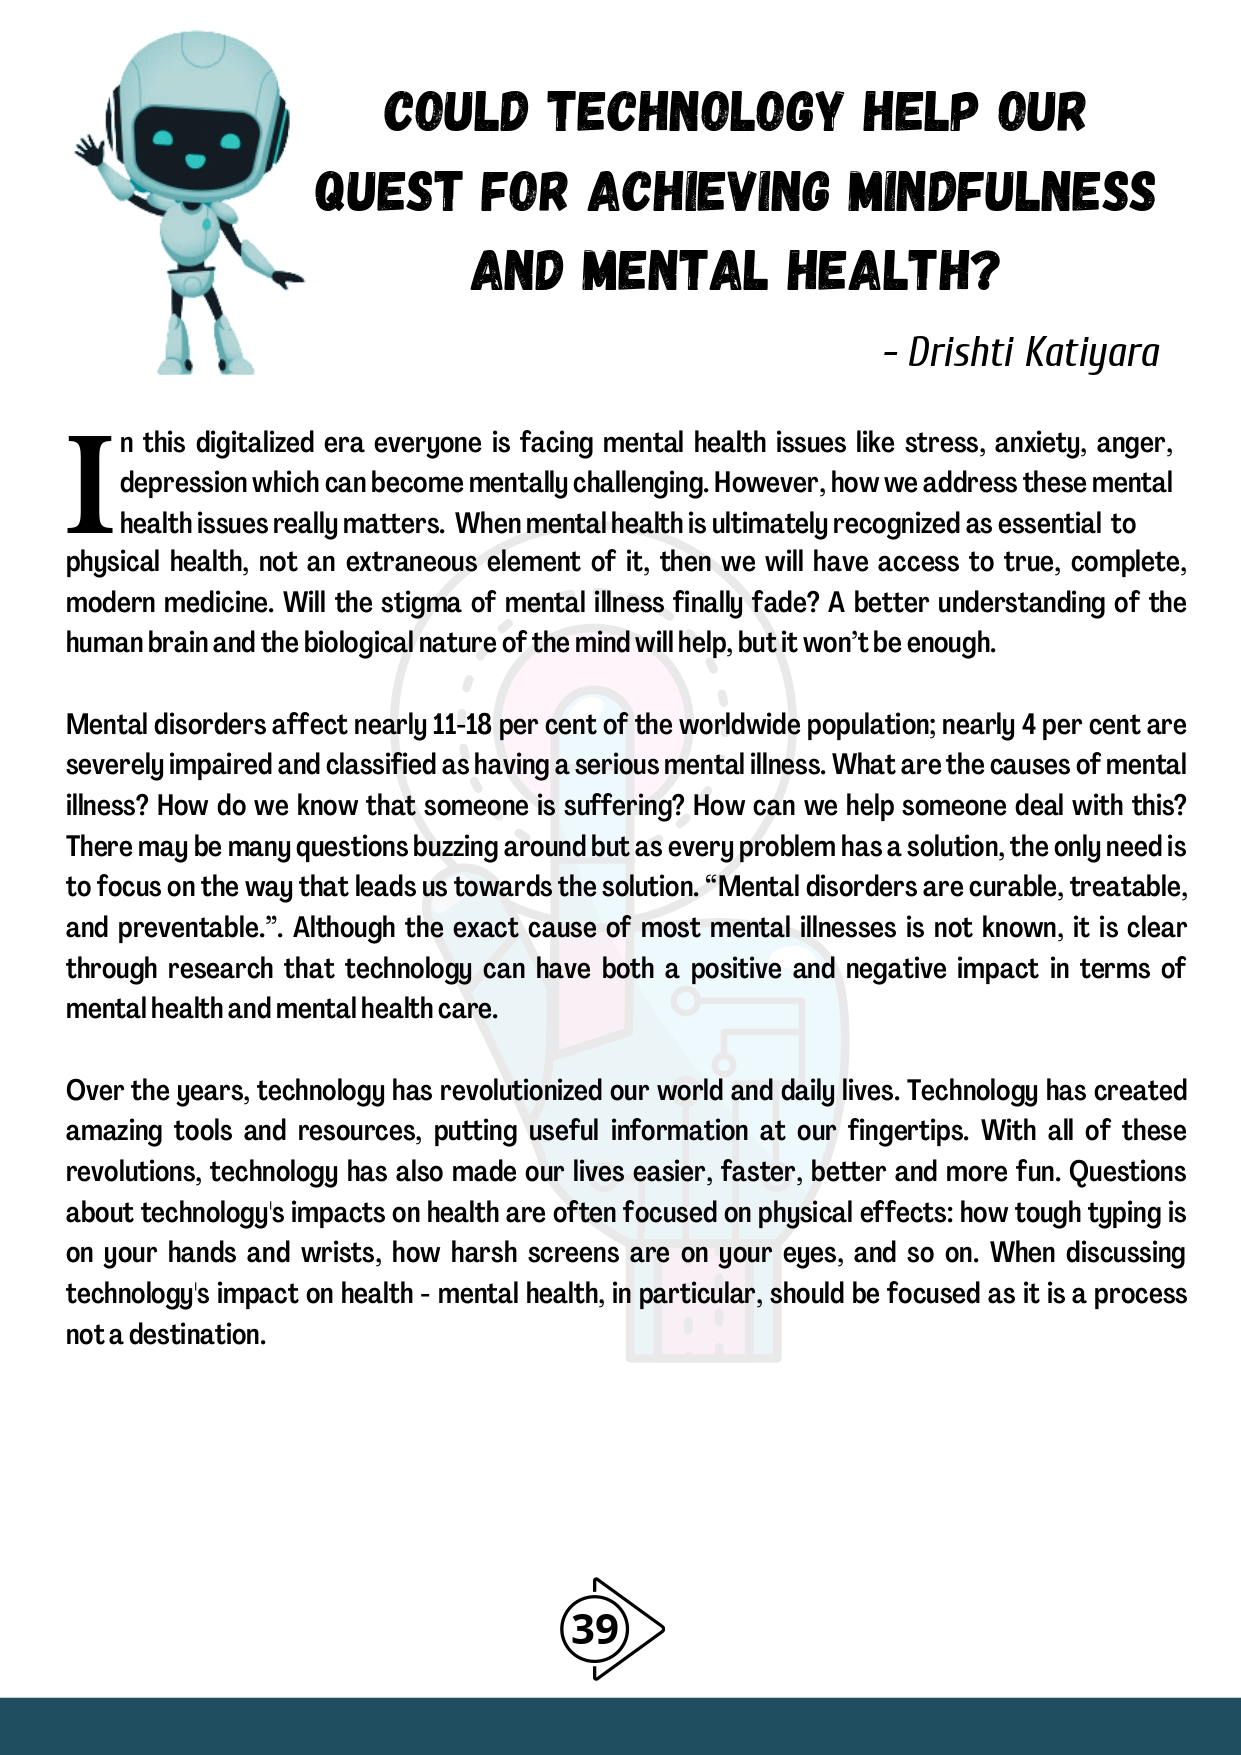 COULD TECHNOLOGY HELP OUR
QUEST FOR ACHIEVING MINDFULNESS
AND MENTAL HEALTH?
- Drishti Katiyara
In this digitalized era everyone is facing mental health issues like stress, anxiety, anger,
depression which can become mentally challenging. However, how we address these mental
health issues really matters. When mental health is ultimately recognized as essential to
physical health, not an extraneous element of it, then we will have access to true, complete,
modern medicine. Will the stigma of mental illness finally fade? A better understanding of the
human brain and the biological nature of the mind will help, but it won’t be enough.
Mental disorders affect nearly 11-18 per cent of the worldwide population; nearly 4 per cent are
severely impaired and classified as having a serious mental illness. What are the causes of mental
illness? How do we know that someone is suffering? How can we help someone deal with this?
There may be many questions buzzing around but as every problem has a solution, the only need is
to focus on the way that leads us towards the solution. “Mental disorders are curable, treatable,
and preventable.”. Although the exact cause of most mental illnesses is not known, it is clear
through research that technology can have both a positive and negative impact in terms of
mental health and mental health care.
Over the years, technology has revolutionized our world and daily lives. Technology has created
amazing tools and resources, putting useful information at our fingertips. With all of these
revolutions, technology has also made our lives easier, faster, better and more fun. Questions
about technology's impacts on health are often focused on physical effects: how tough typing is
on your hands and wrists, how harsh screens are on your eyes, and so on. When discussing
technology's impact on health - mental health, in particular, should be focused as it is a process
not a destination.
39